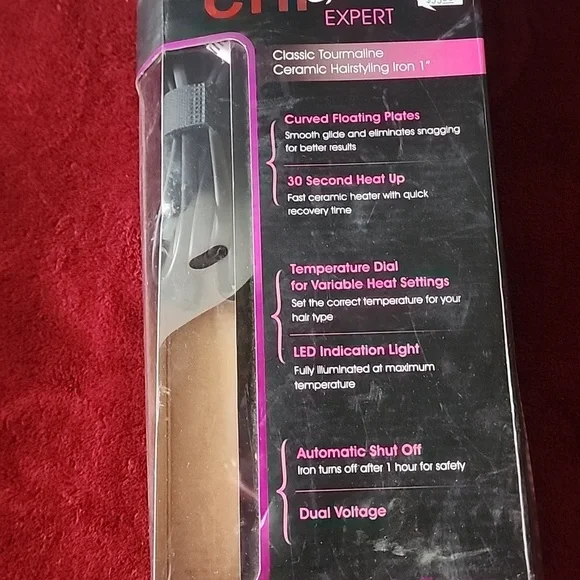 EXPERT
Classic Tourmaline
Ceramic Hairstyling Iron 1"
Curved Floating Plates
Smooth glide and eliminates snagging
for better results
30 Second Heat Up
Fast ceramic heater with quick
recovery time
Temperature Dial
for Variable Heat Settings
Set the correct temperature for your
hair type
LED Indication Light
Fully illuminated at maximum
temperature
Automatic Shut Off
Iron turns off after 1 hour for safety
Dual Voltage